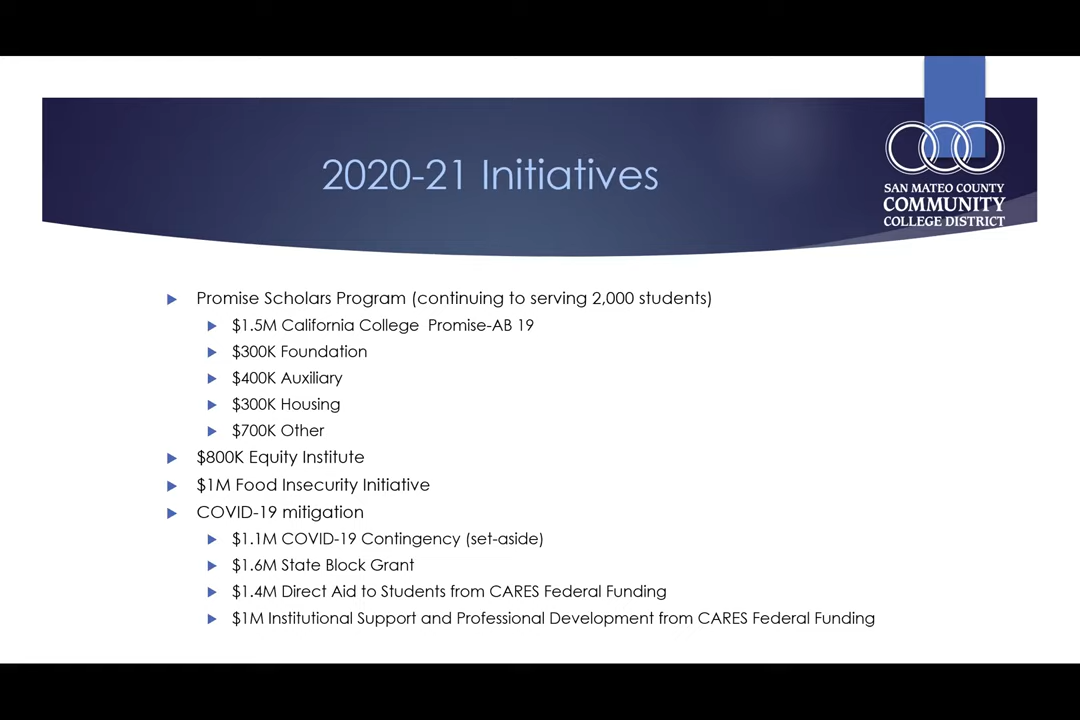 2020-21 Initiatives
SAN MATEO COUNTY
COMMUNITY
COLLEGE DISTRICT
Promise Scholars Program (continuing to serving 2,000 students)
$1.5M California College Promise-AB 19
$300K Foundation
$400K Auxiliary
$300K Housing
$700K Other
$800K Equity Institute
$1M Food Insecurity Initiative
COVID-19 mitigation
$1.1M COVID-19 Contingency (set-aside)
$1.6M State Block Grant
$1.4M Direct Aid to Students from CARES Federal Funding
$1M Institutional Support and Professional Development from CARES Federal Funding